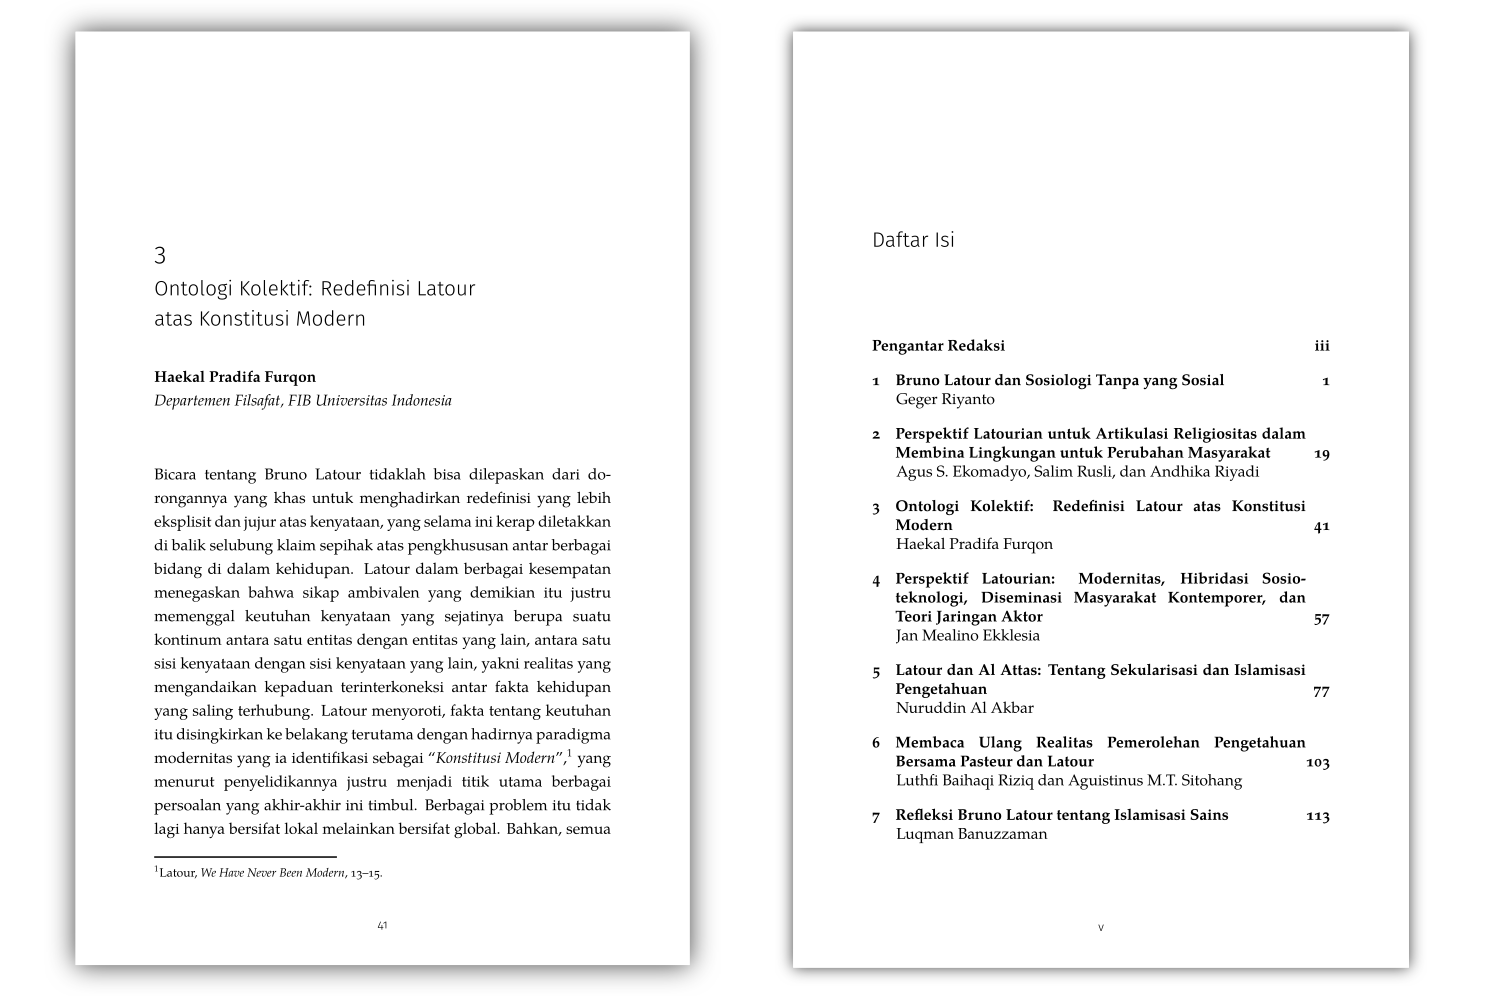 3
Ontologi Kolektif: Redefinisi Latour
atas Konstitusi Modern
Haekal Pradifa Furqon
Departemen Filsafat, FIB Universitas Indonesia
Bicara tentang Bruno Latour tidaklah bisa dilepaskan dari do-
rongannya yang khas untuk menghadirkan redefinisi yang lebih
eksplisit dan jujur atas kenyataan, yang selama ini kerap diletakkan
di balik selubung klaim sepihak atas pengkhususan antar berbagai
bidang di dalam kehidupan. Latour dalam berbagai kesempatan
menegaskan bahwa sikap ambivalen yang demikian itu justru
memenggal keutuhan kenyataan yang sejatinya berupa suatu
kontinum antara satu entitas dengan entitas yang lain, antara satu
sisi kenyataan dengan sisi kenyataan yang lain, yakni realitas yang
mengandaikan kepaduan terinterkoneksi antar fakta kehidupan
yang saling terhubung. Latour menyoroti, fakta tentang keutuhan
itu disingkirkan ke belakang terutama dengan hadirnya paradigma
modernitas yang ia identifikasi sebagai “Konstitusi Modern”,1 yang
menurut penyelidikannya justru menjadi titik utama berbagai
persoalan yang akhir-akhir ini timbul. Berbagai problem itu tidak
lagi hanya bersifat lokal melainkan bersifat global. Bahkan, semua
1Latour, We Have Never Been Modern, 13–15.
41
Daftar Isi
Pengantar Redaksi iii
1 Bruno Latour dan Sosiologi Tanpa yang Sosial 1
Geger Riyanto
2 Perspektif Latourian untuk Artikulasi Religiositas dalam
Membina Lingkungan untuk Perubahan Masyarakat 19
Agus S. Ekomadyo, Salim Rusli, dan Andhika Riyadi
3 Ontologi Kolektif: Redefinisi Latour atas Konstitusi
Modern 41
Haekal Pradifa Furqon
4 Perspektif Latourian: Modernitas, Hibridasi Sosio-
teknologi, Diseminasi Masyarakat Kontemporer, dan
Teori Jaringan Aktor 57
Jan Mealino Ekklesia
5 Latour dan Al Attas: Tentang Sekularisasi dan Islamisasi
Pengetahuan 77
Nuruddin Al Akbar
6 Membaca Ulang Realitas Pemerolehan Pengetahuan
Bersama Pasteur dan Latour 103
Luthfi Baihaqi Riziq dan Aguistinus M.T. Sitohang
7 Refleksi Bruno Latour tentang Islamisasi Sains 113
Luqman Banuzzaman
v